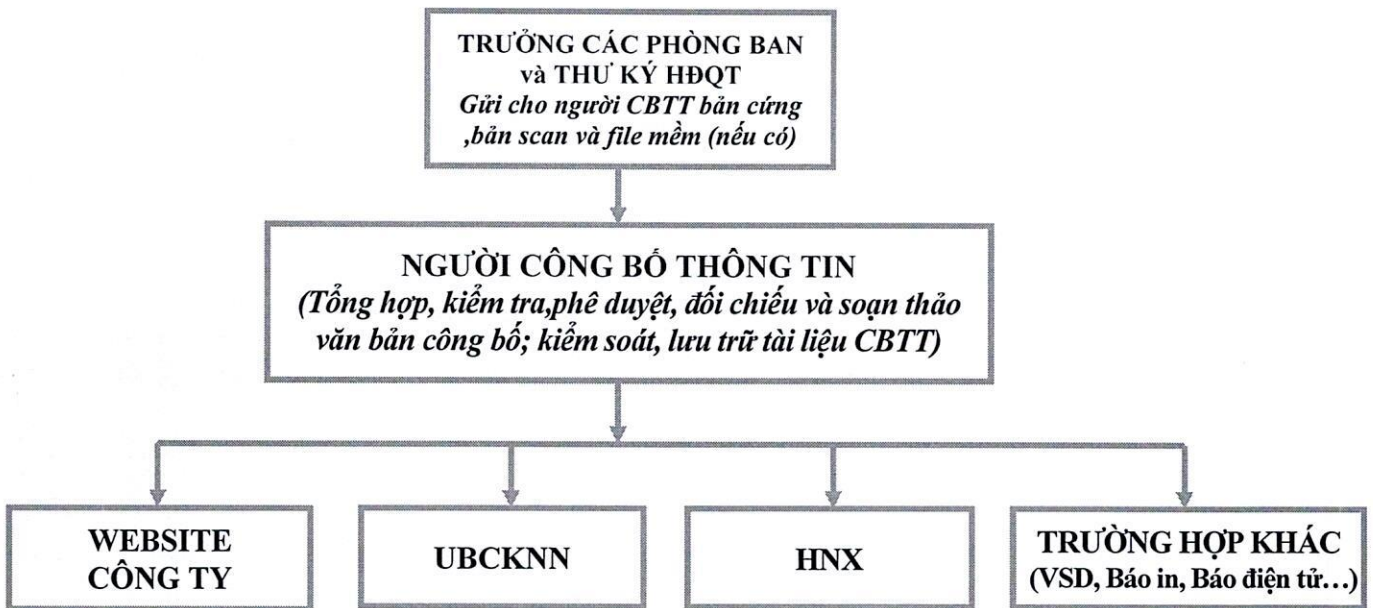 TRƯỞNG CÁC PHÒNG BAN
và THƯ KÝ HĐQT
Gửi cho người CBTT bản cứng
,bản scan và file mềm (nếu có)
NGƯỜI CÔNG BỐ THÔNG TIN
(Tổng hợp, kiểm tra,phê duyệt, đối chiếu và soạn thảo
văn bản công bố; kiểm soát, lưu trữ tài liệu CBTT)
WEBSITE
CÔNG TY
UBCKNN
HNX
TRƯỜNG HỢP KHÁC
(VSD, Báo in, Báo điện tử...)